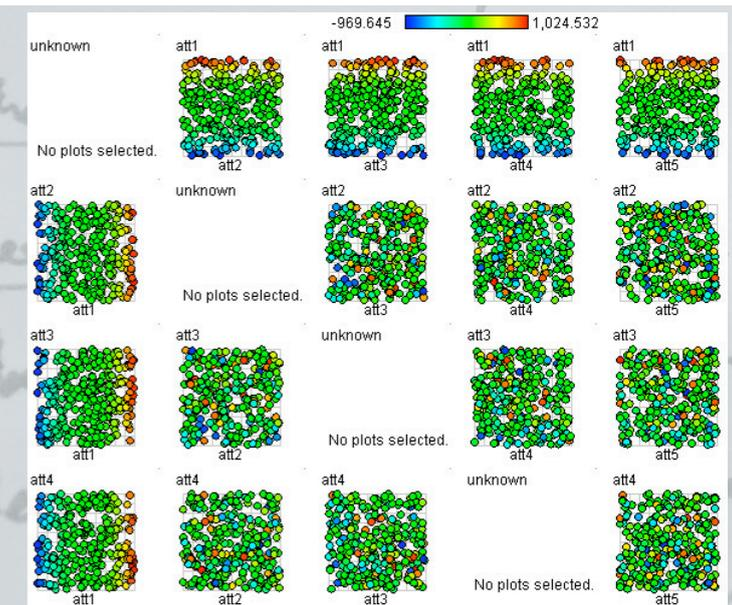 -969.645 1,024.532
unknown att1 att1 att1 att1
No plots selected.
att2 att3 att4 att5
att2 unknown att2 att2 att2
No plots selected.
att1 att3 att4 att5
att3 att3 unknown att3 att3
No plots selected.
att1 att2 att4 att5
att4 att4 att4 unknown att4
No plots selected.
att1 att2 att3 att5